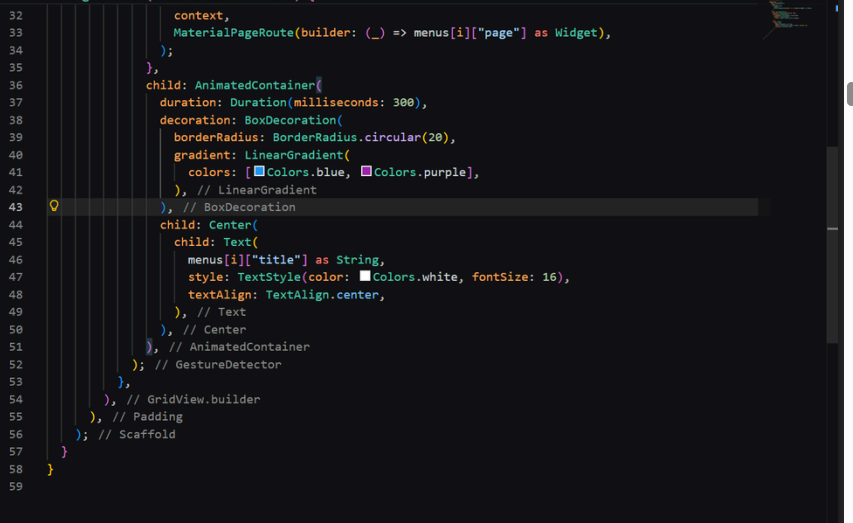 32 context,
33 MaterialPageRoute(builder: (_) => menus[i]["page"] as Widget),
34 );
35 },
36 child: AnimatedContainer(
37 duration: Duration(milliseconds: 300),
38 decoration: BoxDecoration(
39 borderRadius: BorderRadius.circular(20),
40 gradient: LinearGradient(
41 colors: [Colors.blue, Colors.purple],
42 ), // LinearGradient
43 ), // BoxDecoration
44 child: Center(
45 child: Text(
46 menus[i]["title"] as String,
47 style: TextStyle(color: Colors.white, fontSize: 16),
48 textAlign: TextAlign.center,
49 ), // Text
50 ), // Center
51 ), // AnimatedContainer
52 ); // GestureDetector
53 },
54 ), // GridView.builder
55 ), // Padding
56 ); // Scaffold
57 }
58 }
59